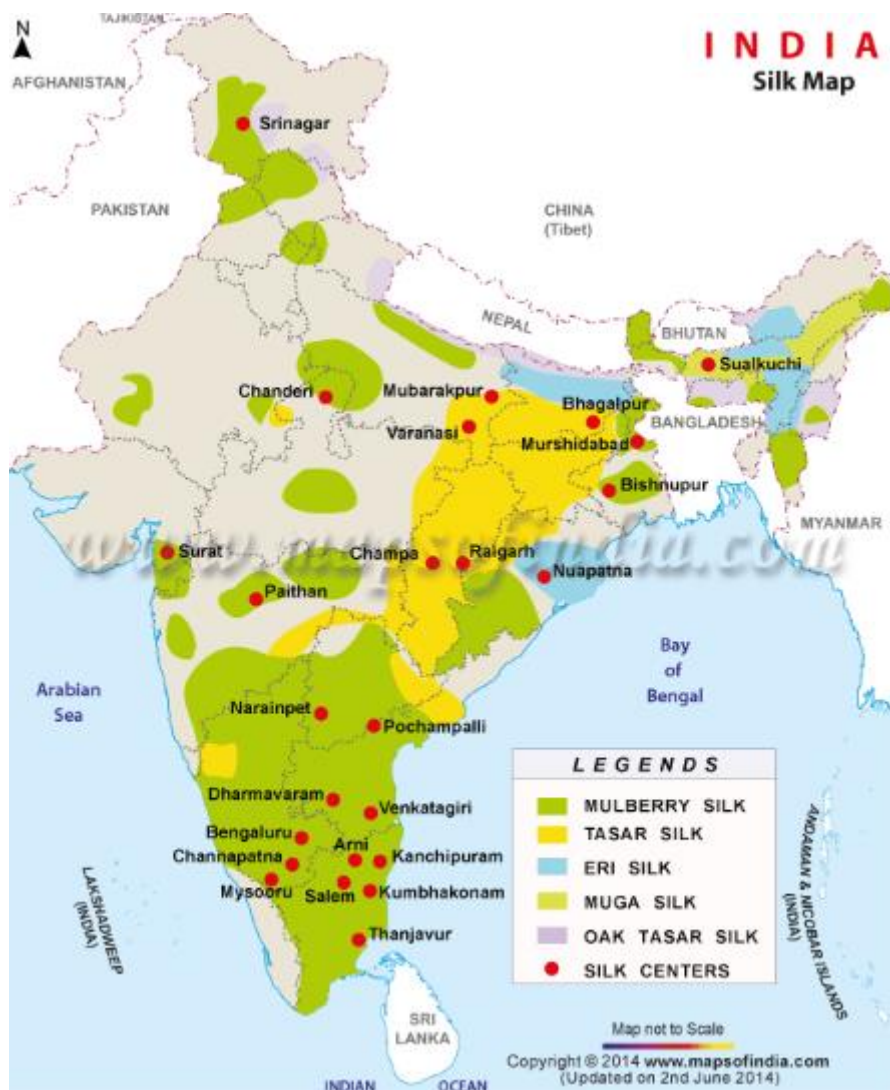 TAJIKISTAN
N
INDIA
Silk Map
AFGHANISTAN
Srinagar
PAKISTAN
CHINA
(Tibet)
NEPAL
BHUTAN
Sualkuchi
Chanderi
Mubarakpur
Bhagalpur
BANGLADESH
Varanasi
Murshidabad
Bishnupur
MYANMAR
www.mapsofindia.com
Surat
Champa
Raigarh
Nuapatna
Paithan
Bay
of
Bengal
Arabian
Sea
Narainpet
Pochampalli
LEGENDS
MULBERRY SILK
TASAR SILK
ERI SILK
MUGA SILK
OAK TASAR SILK
SILK CENTERS
Dharmavaram
Venkatagiri
Bengaluru
Arni
Channapatna
Kanchipuram
Mysooru
Salem
Kumbhakonam
Thanjavur
LAKSHADWEEP
(INDIA)
ANDAMAN & NICOBAR ISLANDS
(INDIA)
SRI
LANKA
Map not to Scale
Copyright © 2014 www.mapsofindia.com
(Updated on 2nd June 2014)
INDIAN OCEAN